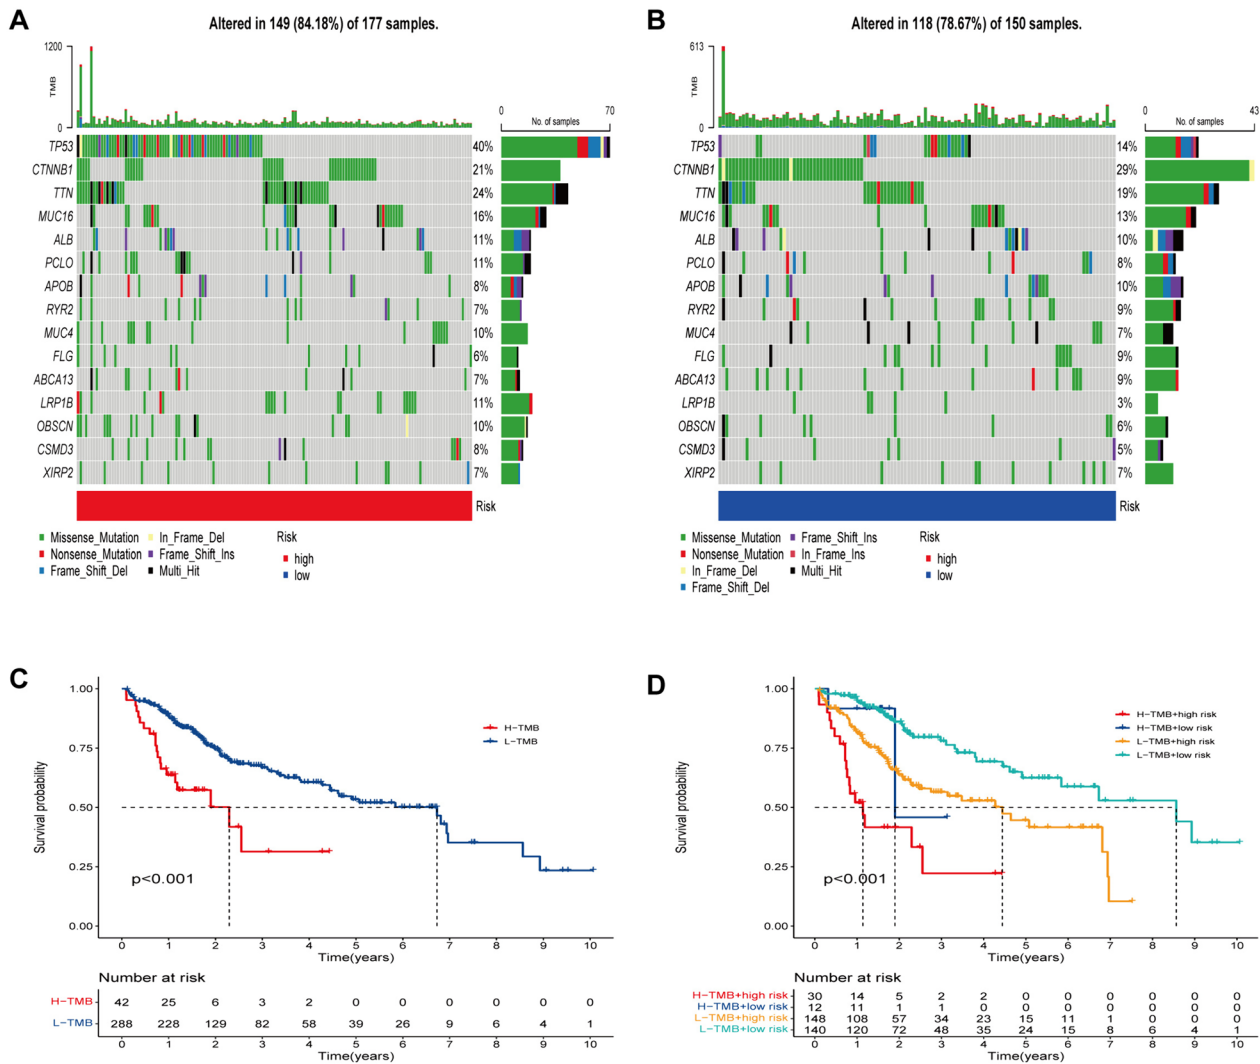 A
Altered in 149 (84.18%) of 177 samples.
1200
TMB
0
0 70
No. of samples
TP53 40%
CTNNB1 21%
TTN 24%
MUC16 16%
ALB 11%
PCLO 11%
APOB 8%
RYR2 7%
MUC4 10%
FLG 6%
ABCA13 7%
LRP1B 11%
OBSCN 10%
CSMD3 8%
XIRP2 7%
Risk
Missense_Mutation In_Frame_Del Risk
Nonsense_Mutation Frame_Shift_Ins high
Frame_Shift_Del Multi_Hit low
B
Altered in 118 (78.67%) of 150 samples.
613
TMB
0
0 43
No. of samples
TP53 14%
CTNNB1 29%
TTN 19%
MUC16 13%
ALB 10%
PCLO 8%
APOB 10%
RYR2 9%
MUC4 7%
FLG 9%
ABCA13 9%
LRP1B 3%
OBSCN 6%
CSMD3 5%
XIRP2 7%
Risk
Missense_Mutation Frame_Shift_Ins Risk
Nonsense_Mutation In_Frame_Ins high
In_Frame_Del Multi_Hit low
Frame_Shift_Del
C
Survival probability
1.00
0.75
0.50
0.25
0.00
H-TMB
L-TMB
p<0.001
0 1 2 3 4 5 6 7 8 9 10
Time(years)
Number at risk
H-TMB 42 25 6 3 2 0 0 0 0 0 0
L-TMB 288 228 129 82 58 39 26 9 6 4 1
0 1 2 3 4 5 6 7 8 9 10
Time(years)
D
Survival probability
1.00
0.75
0.50
0.25
0.00
H-TMB+high risk
H-TMB+low risk
L-TMB+high risk
L-TMB+low risk
p<0.001
0 1 2 3 4 5 6 7 8 9 10
Time(years)
Number at risk
H-TMB+high risk 30 14 5 2 2 0 0 0 0 0 0
H-TMB+low risk 12 11 1 1 0 0 0 0 0 0 0
L-TMB+high risk 148 108 57 34 23 15 11 1 0 0 0
L-TMB+low risk 140 120 72 48 35 24 15 8 6 4 1
0 1 2 3 4 5 6 7 8 9 10
Time(years)